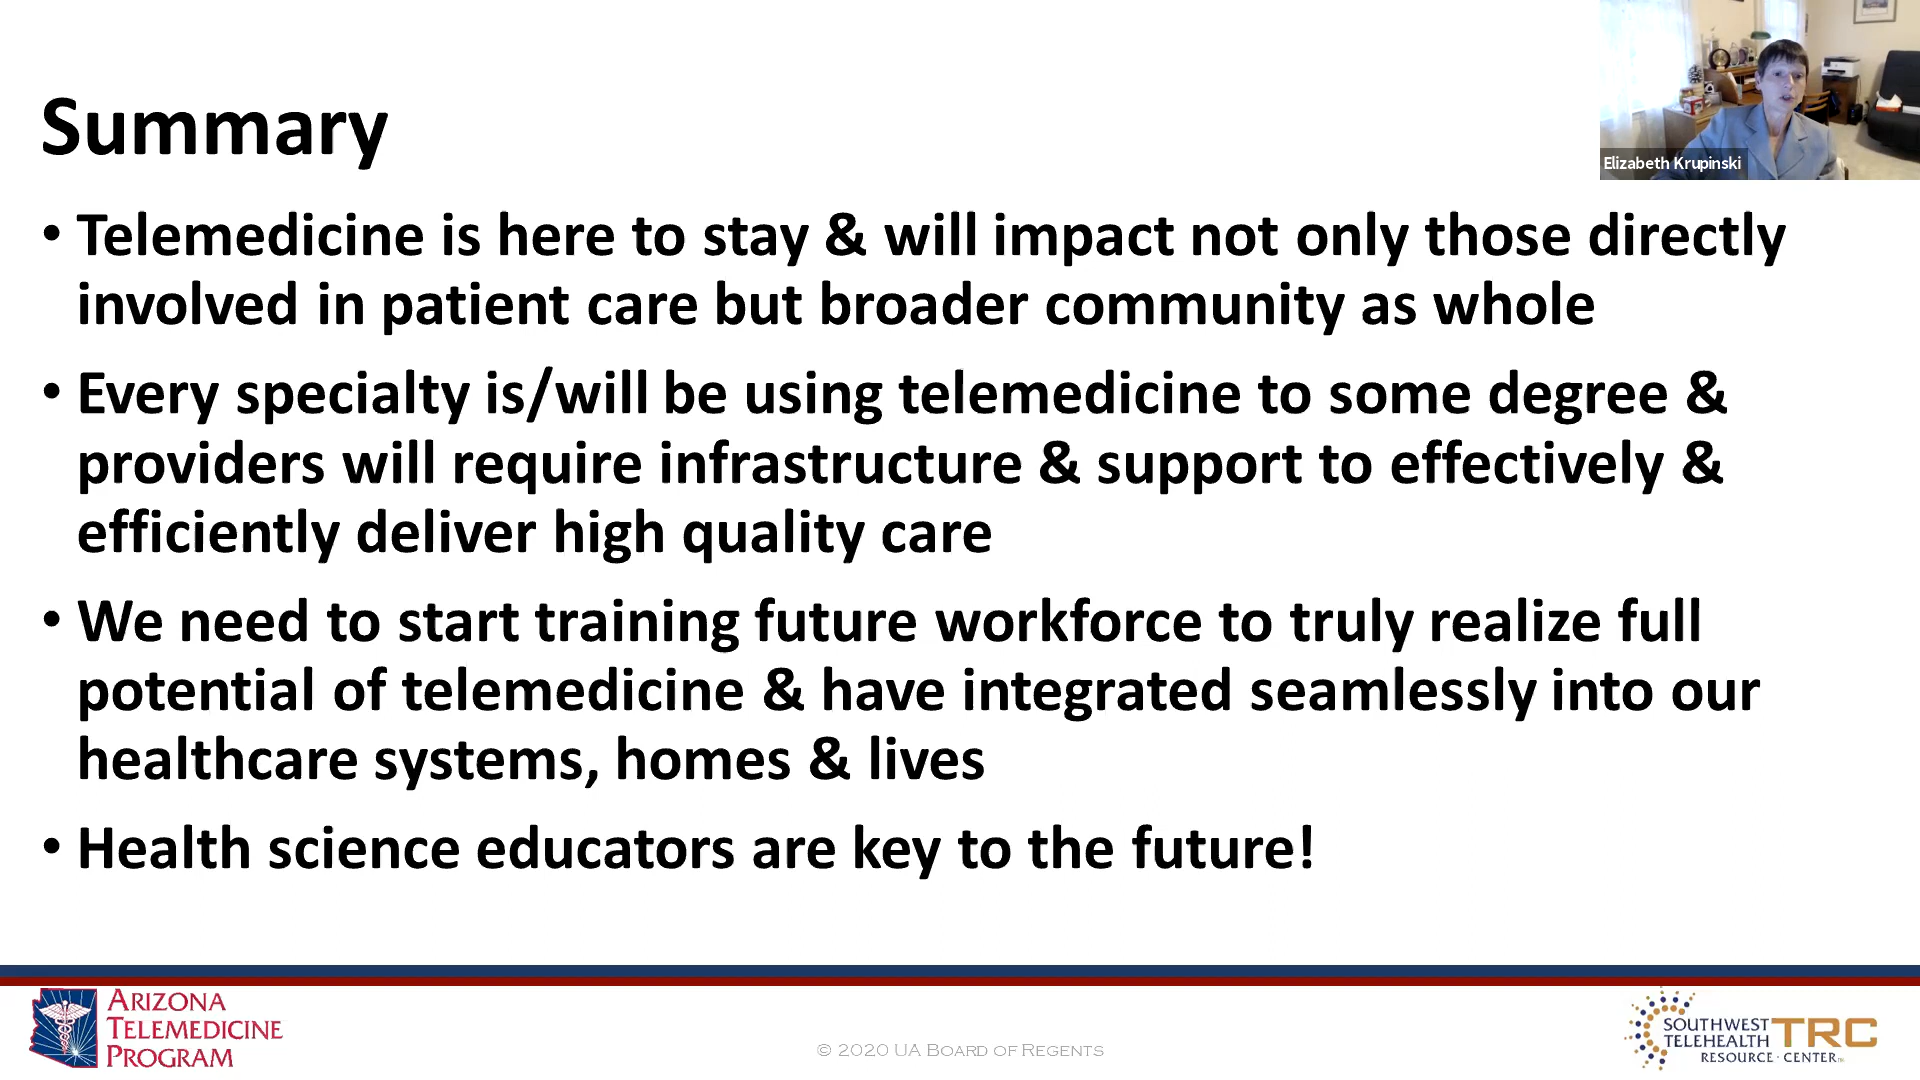 Summary
Elizabeth Krupinski
• Telemedicine is here to stay & will impact not only those directly
involved in patient care but broader community as whole
• Every specialty is/will be using telemedicine to some degree &
providers will require infrastructure & support to effectively &
efficiently deliver high quality care
• We need to start training future workforce to truly realize full
potential of telemedicine & have integrated seamlessly into our
healthcare systems, homes & lives
• Health science educators are key to the future!
ARIZONA
TELEMEDICINE
PROGRAM
© 2020 UA BOARD OF REGENTS
SOUTHWEST
TELEHEALTH
TRC
RESOURCE · CENTER